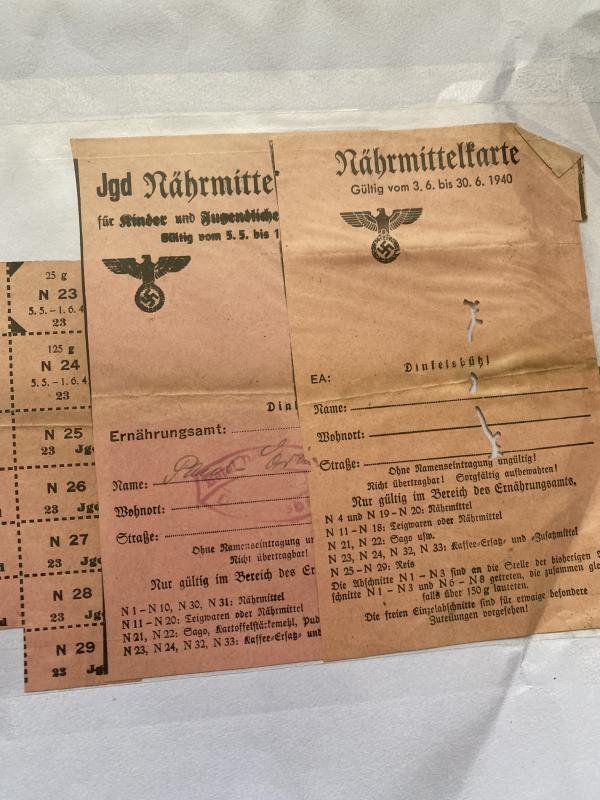 25 g
N 23
5. 5. – 1. 6. 4
23
125 g
N 24
5. 5. – 1. 6. 4
23
N 25
23 Jg
N 26
23 Jg
N 27
23 Jg
N 28
23 Jg
N 29
23 Jg
Jgd Nährmitte
für Kinder und Jugendliche
Gültig vom 5. 5. bis 1
Din
Ernährungsamt:
Name:
Wohnort:
Straße:
Ohne Namenseintragung un
Nicht übertragbar!
Nur gültig im Bereich des Er
N 1 – N 10, N 30, N 31: Nährmittel
N 11 – N 20: Teigwaren oder Nährmittel
N 21, N 22: Sago, Kartoffelstärkemehl, Pud
N 23, N 24, N 32, N 33: Kaffee-Ersatz- und
Nährmittelkarte
Gültig vom 3. 6. bis 30. 6. 1940
Dinkelsbühl
EA:
Name:
Wohnort:
Straße:
Ohne Namenseintragung ungültig!
Nicht übertragbar! Sorgfältig aufbewahren!
Nur gültig im Bereich des Ernährungsamts.
N 4 und N 19 – N 20: Nährmittel
N 11 – N 18: Teigwaren oder Nährmittel
N 21, N 22: Sago usw.
N 23, N 24, N 32, N 33: Kaffee-Ersatz- und -Zusatzmittel
N 25 – N 29: Reis
Die Abschnitte N 1 – N 3 sind an die Stelle der bisherigen
schnitte N 1 – N 3 und N 6 – N 8 getreten, die zusammen gle
falls über 150 g lauteten.
Die freien Einzelabschnitte sind für etwaige besondere
Zuteilungen vorgesehen!